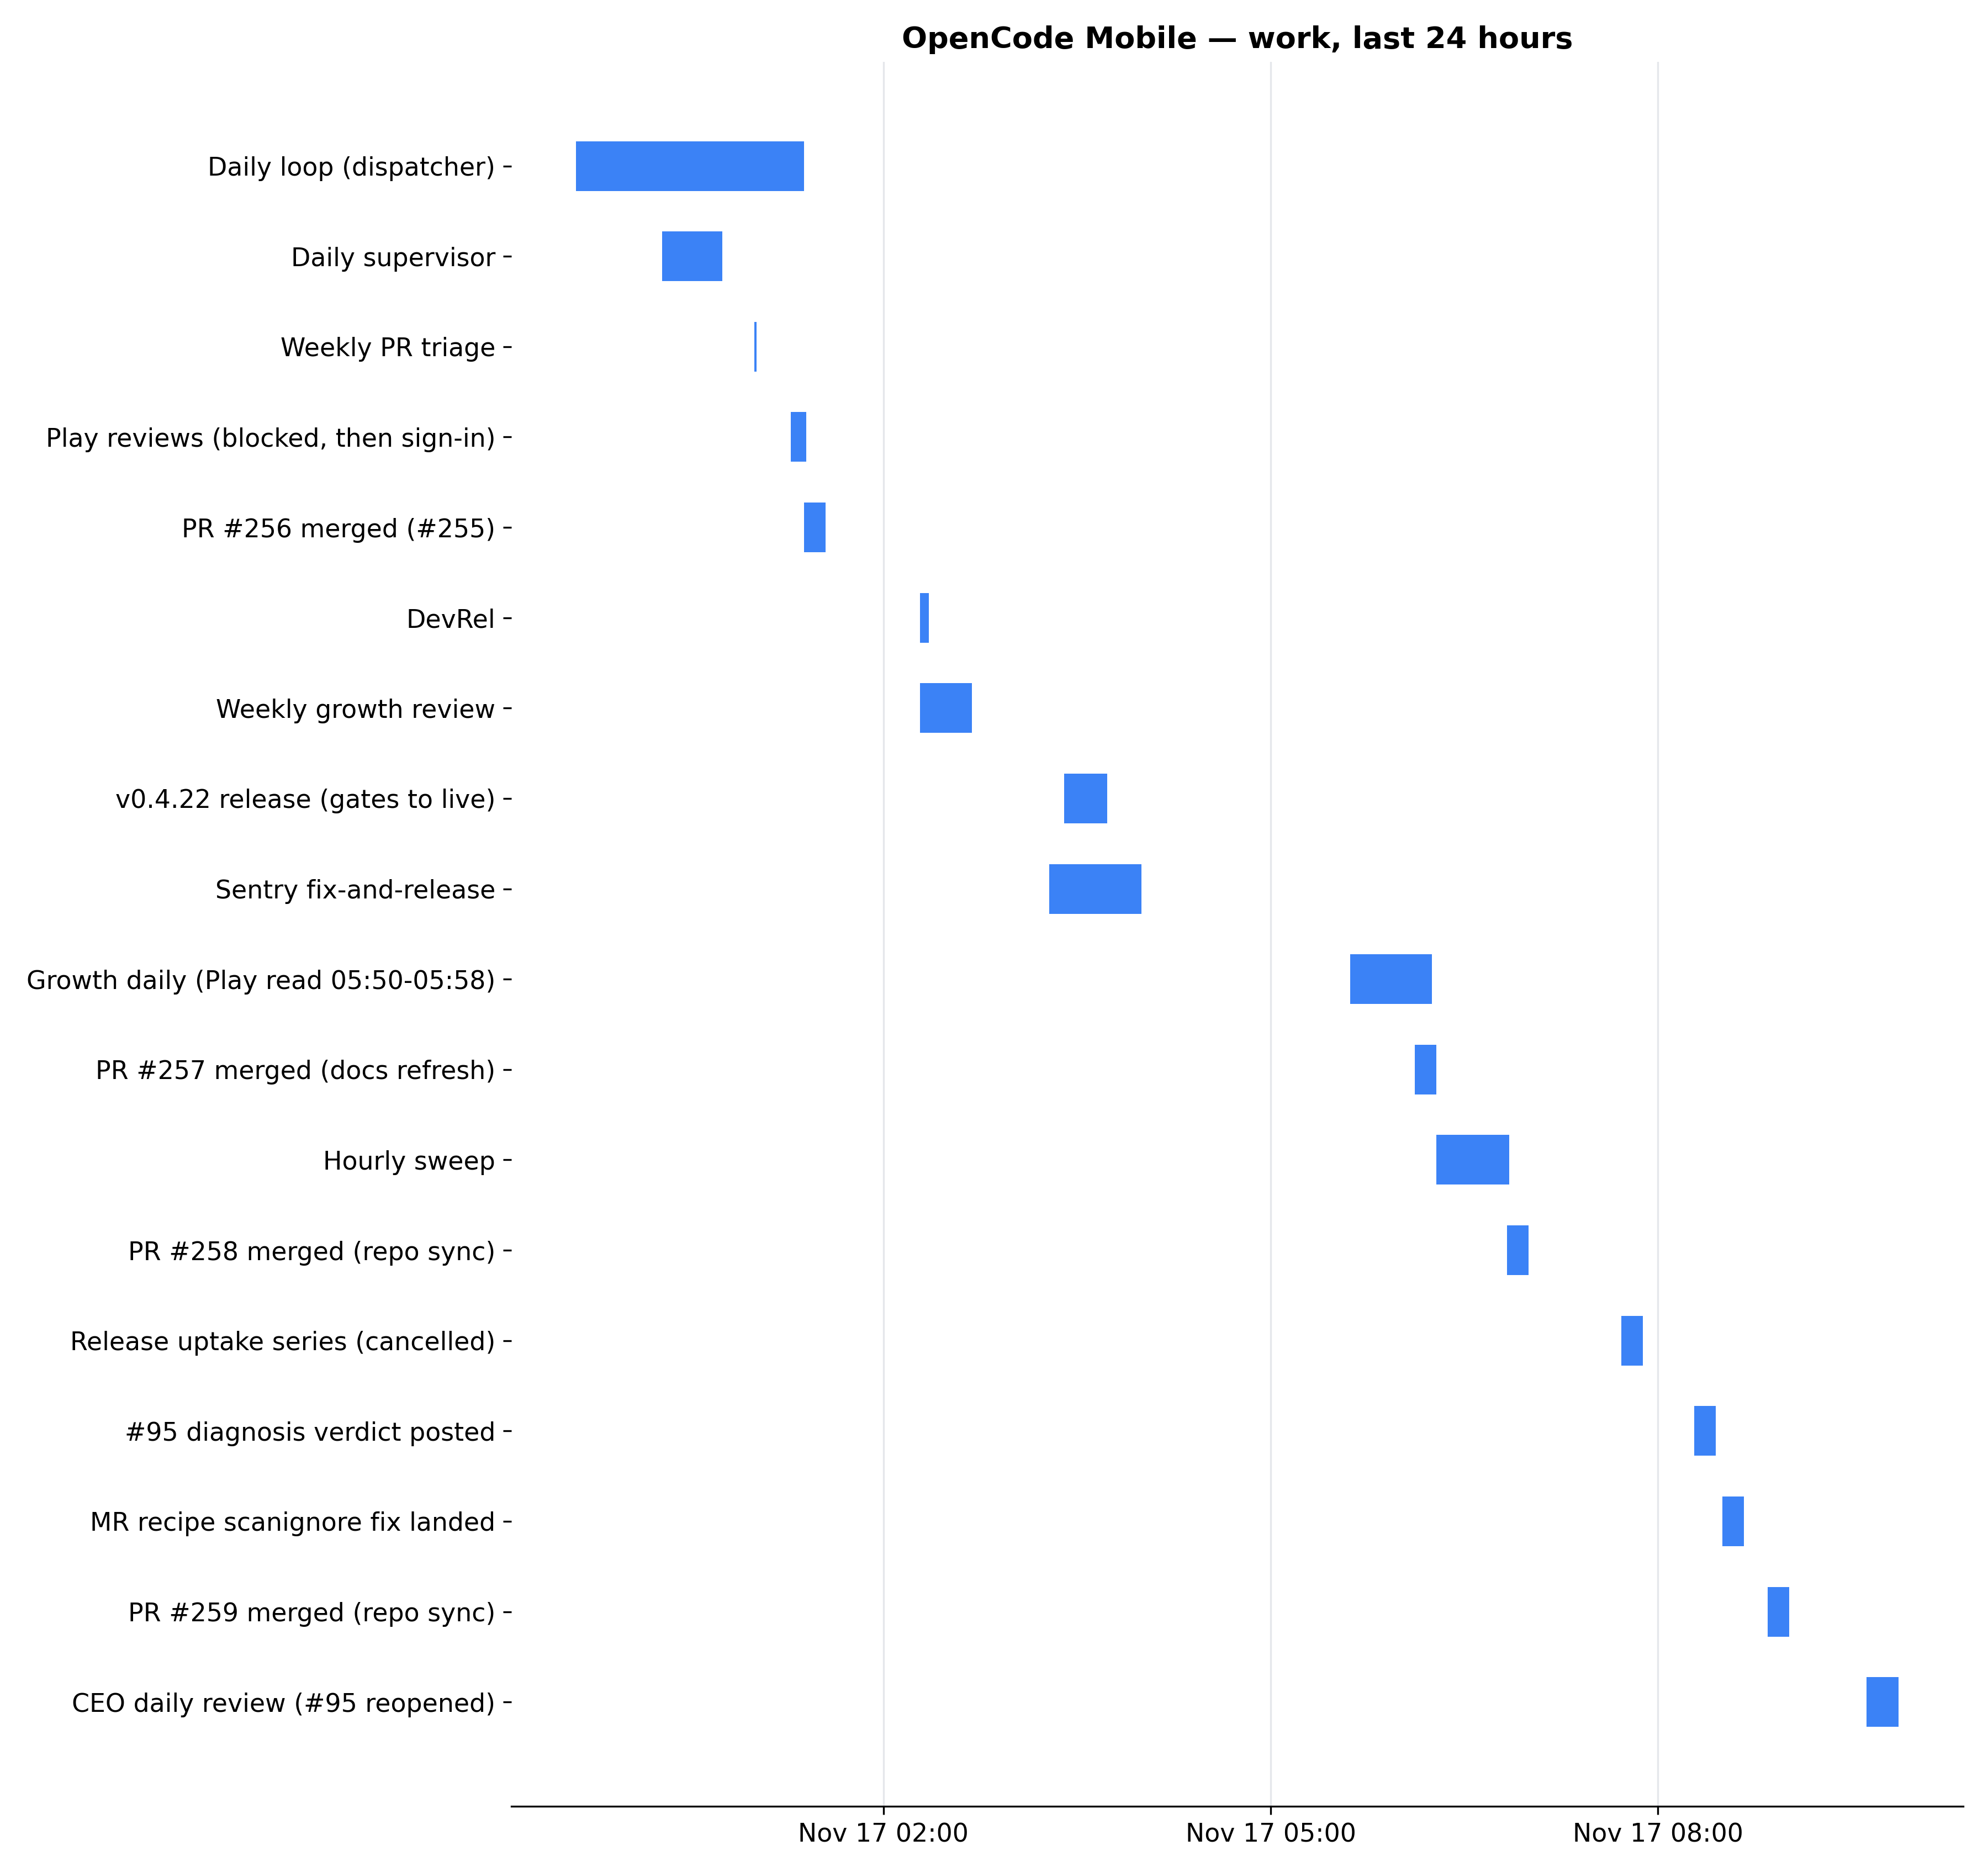 OpenCode Mobile — work, last 24 hours
Daily loop (dispatcher)
Daily supervisor
Weekly PR triage
Play reviews (blocked, then sign-in)
PR #256 merged (#255)
DevRel
Weekly growth review
v0.4.22 release (gates to live)
Sentry fix-and-release
Growth daily (Play read 05:50-05:58)
PR #257 merged (docs refresh)
Hourly sweep
PR #258 merged (repo sync)
Release uptake series (cancelled)
#95 diagnosis verdict posted
MR recipe scanignore fix landed
PR #259 merged (repo sync)
CEO daily review (#95 reopened)
Nov 17 02:00
Nov 17 05:00
Nov 17 08:00